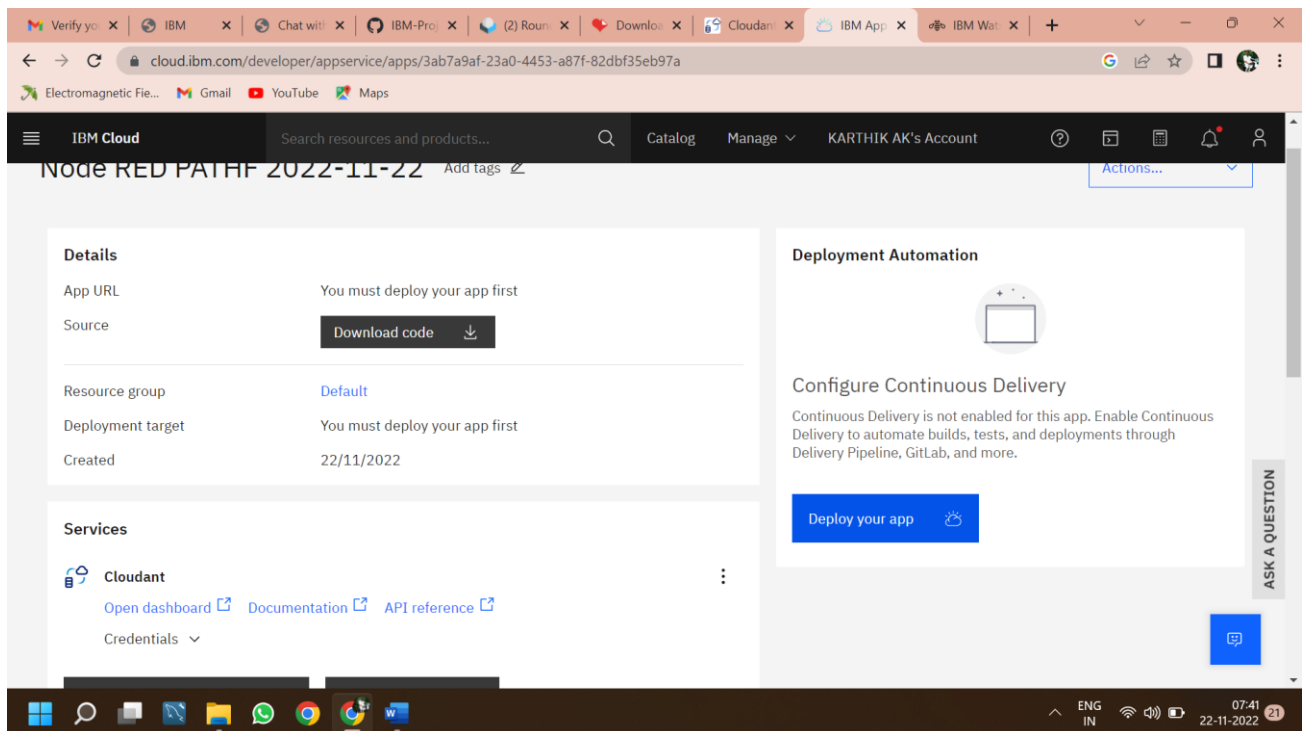 Verify yo
IBM
Chat with
IBM-Proj
(2) Roun
Downloa
Cloudant
IBM App
IBM Wat
cloud.ibm.com/developer/appservice/apps/3ab7a9af-23a0-4453-a87f-82dbf35eb97a
Electromagnetic Fie... Gmail YouTube Maps
IBM Cloud Search resources and products... Catalog Manage KARTHIK AK's Account
Node RED PATHF 2022-11-22 Add tags
Actions...
Details
App URL You must deploy your app first
Source Download code
Resource group Default
Deployment target You must deploy your app first
Created 22/11/2022
Deployment Automation
Configure Continuous Delivery
Continuous Delivery is not enabled for this app. Enable Continuous
Delivery to automate builds, tests, and deployments through
Delivery Pipeline, GitLab, and more.
Deploy your app
ASK A QUESTION
Services
Cloudant
Open dashboard Documentation API reference
Credentials
ENG
IN
07:41
22-11-2022
21